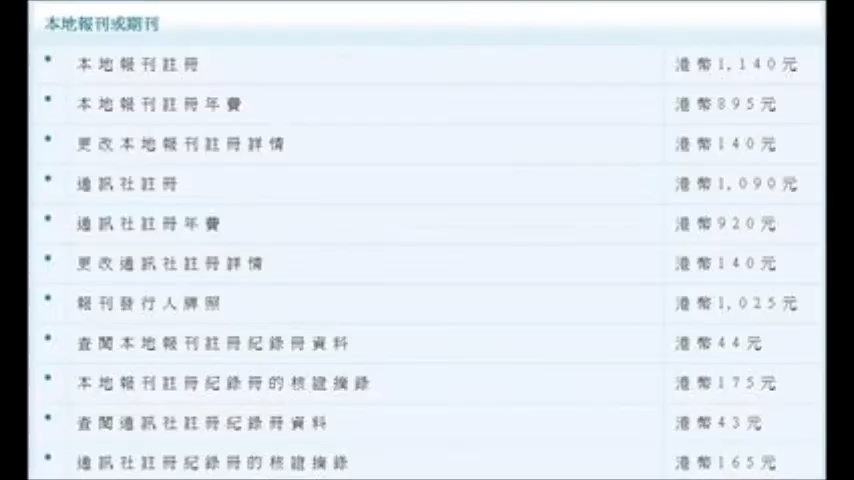 本地報刊或期刊
本地報刊註冊 港幣1,140元
本地報刊註冊年費 港幣895元
更改本地報刊註冊詳情 港幣140元
通訊社註冊 港幣1,090元
通訊社註冊年費 港幣920元
更改通訊社註冊詳情 港幣140元
報刊發行人牌照 港幣1,025元
查閱本地報刊註冊紀錄冊資料 港幣44元
本地報刊註冊紀錄冊的核證摘錄 港幣175元
查閱通訊社註冊紀錄冊資料 港幣43元
通訊社註冊紀錄冊的核證摘錄 港幣165元